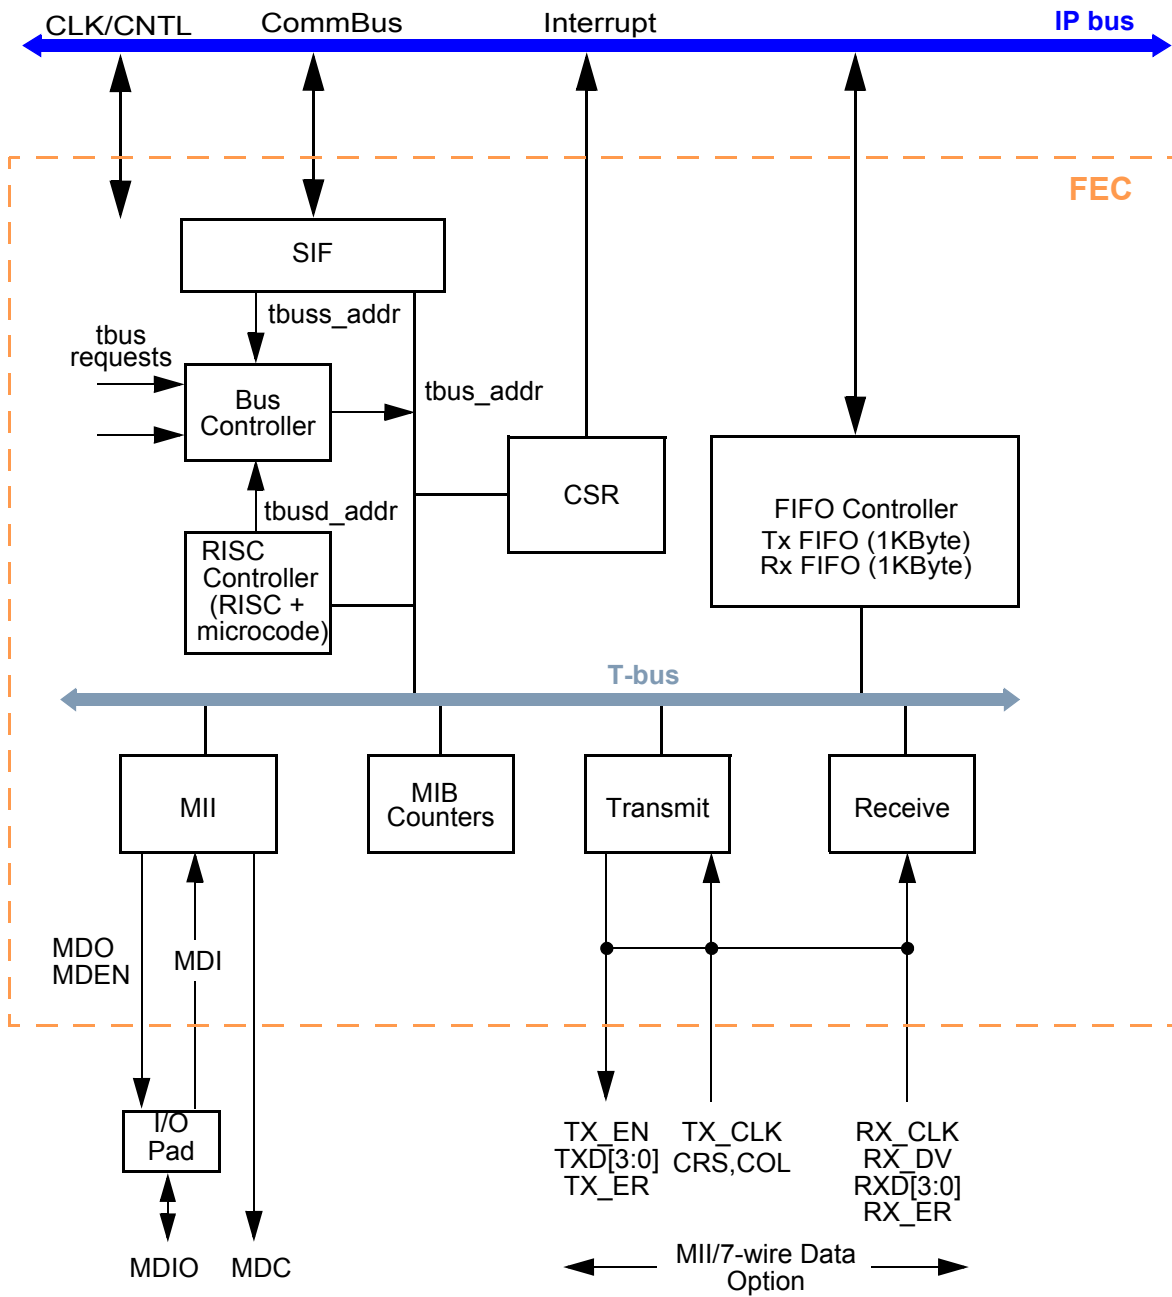 CLK/CNTL
CommBus
Interrupt
IP bus
FEC
SIF
tbuss_addr
tbus
requests
Bus
Controller
tbus_addr
CSR
FIFO Controller
Tx FIFO (1KByte)
Rx FIFO (1KByte)
tbusd_addr
RISC
Controller
(RISC +
microcode)
T-bus
MII
MIB
Counters
Transmit
Receive
MDO
MDEN
MDI
I/O
Pad
MDIO
MDC
TX_EN
TXD[3:0]
TX_ER
TX_CLK
CRS,COL
RX_CLK
RX_DV
RXD[3:0]
RX_ER
MII/7-wire Data
Option